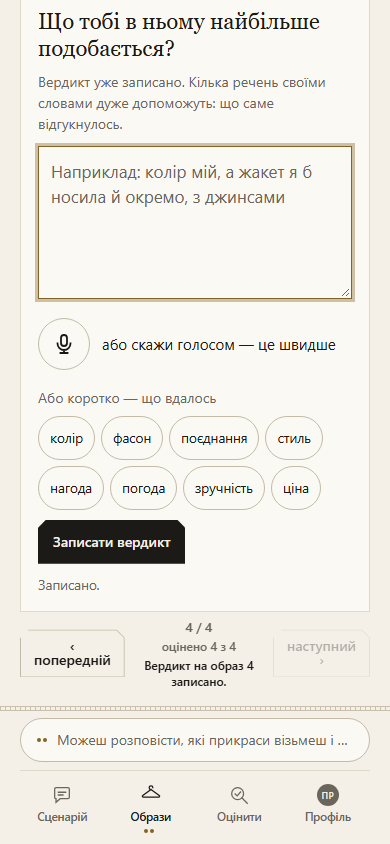 Що тобі в ньому найбільше
подобається?
Вердикт уже записано. Кілька речень своїми
словами дуже допоможуть: що саме
відгукнулось.
Наприклад: колір мій, а жакет я б
носила й окремо, з джинсами
або скажи голосом — це швидше
Або коротко — що вдалось
колір фасон поєднання стиль
нагода погода зручність ціна
Записати вердикт
Записано.
‹
попередній
4 / 4
оцінено 4 з 4
Вердикт на образ 4
записано.
наступний
›
Можеш розповісти, які прикраси візьмеш і ...
ПР
Сценарій Образи Оцінити Профіль